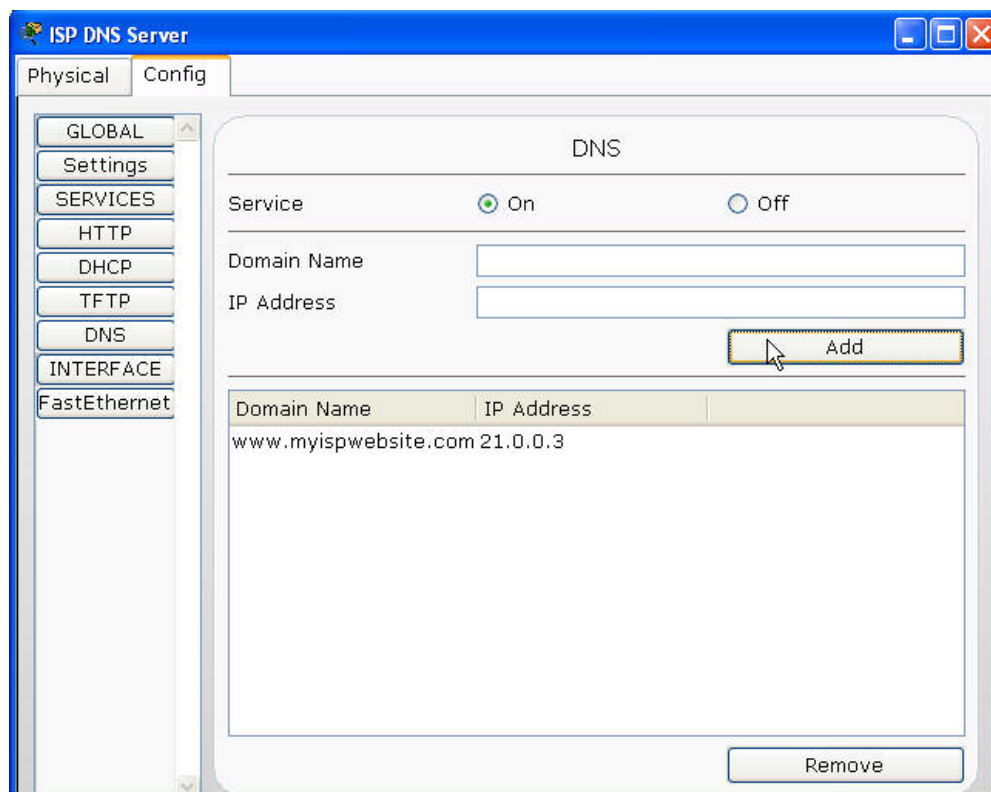 ISP DNS Server
Physical
Config
GLOBAL
Settings
SERVICES
HTTP
DHCP
TFTP
DNS
INTERFACE
FastEthernet
DNS
Service
On
Off
Domain Name
IP Address
Add
Domain Name IP Address
www.myispwebsite.com 21.0.0.3
Remove